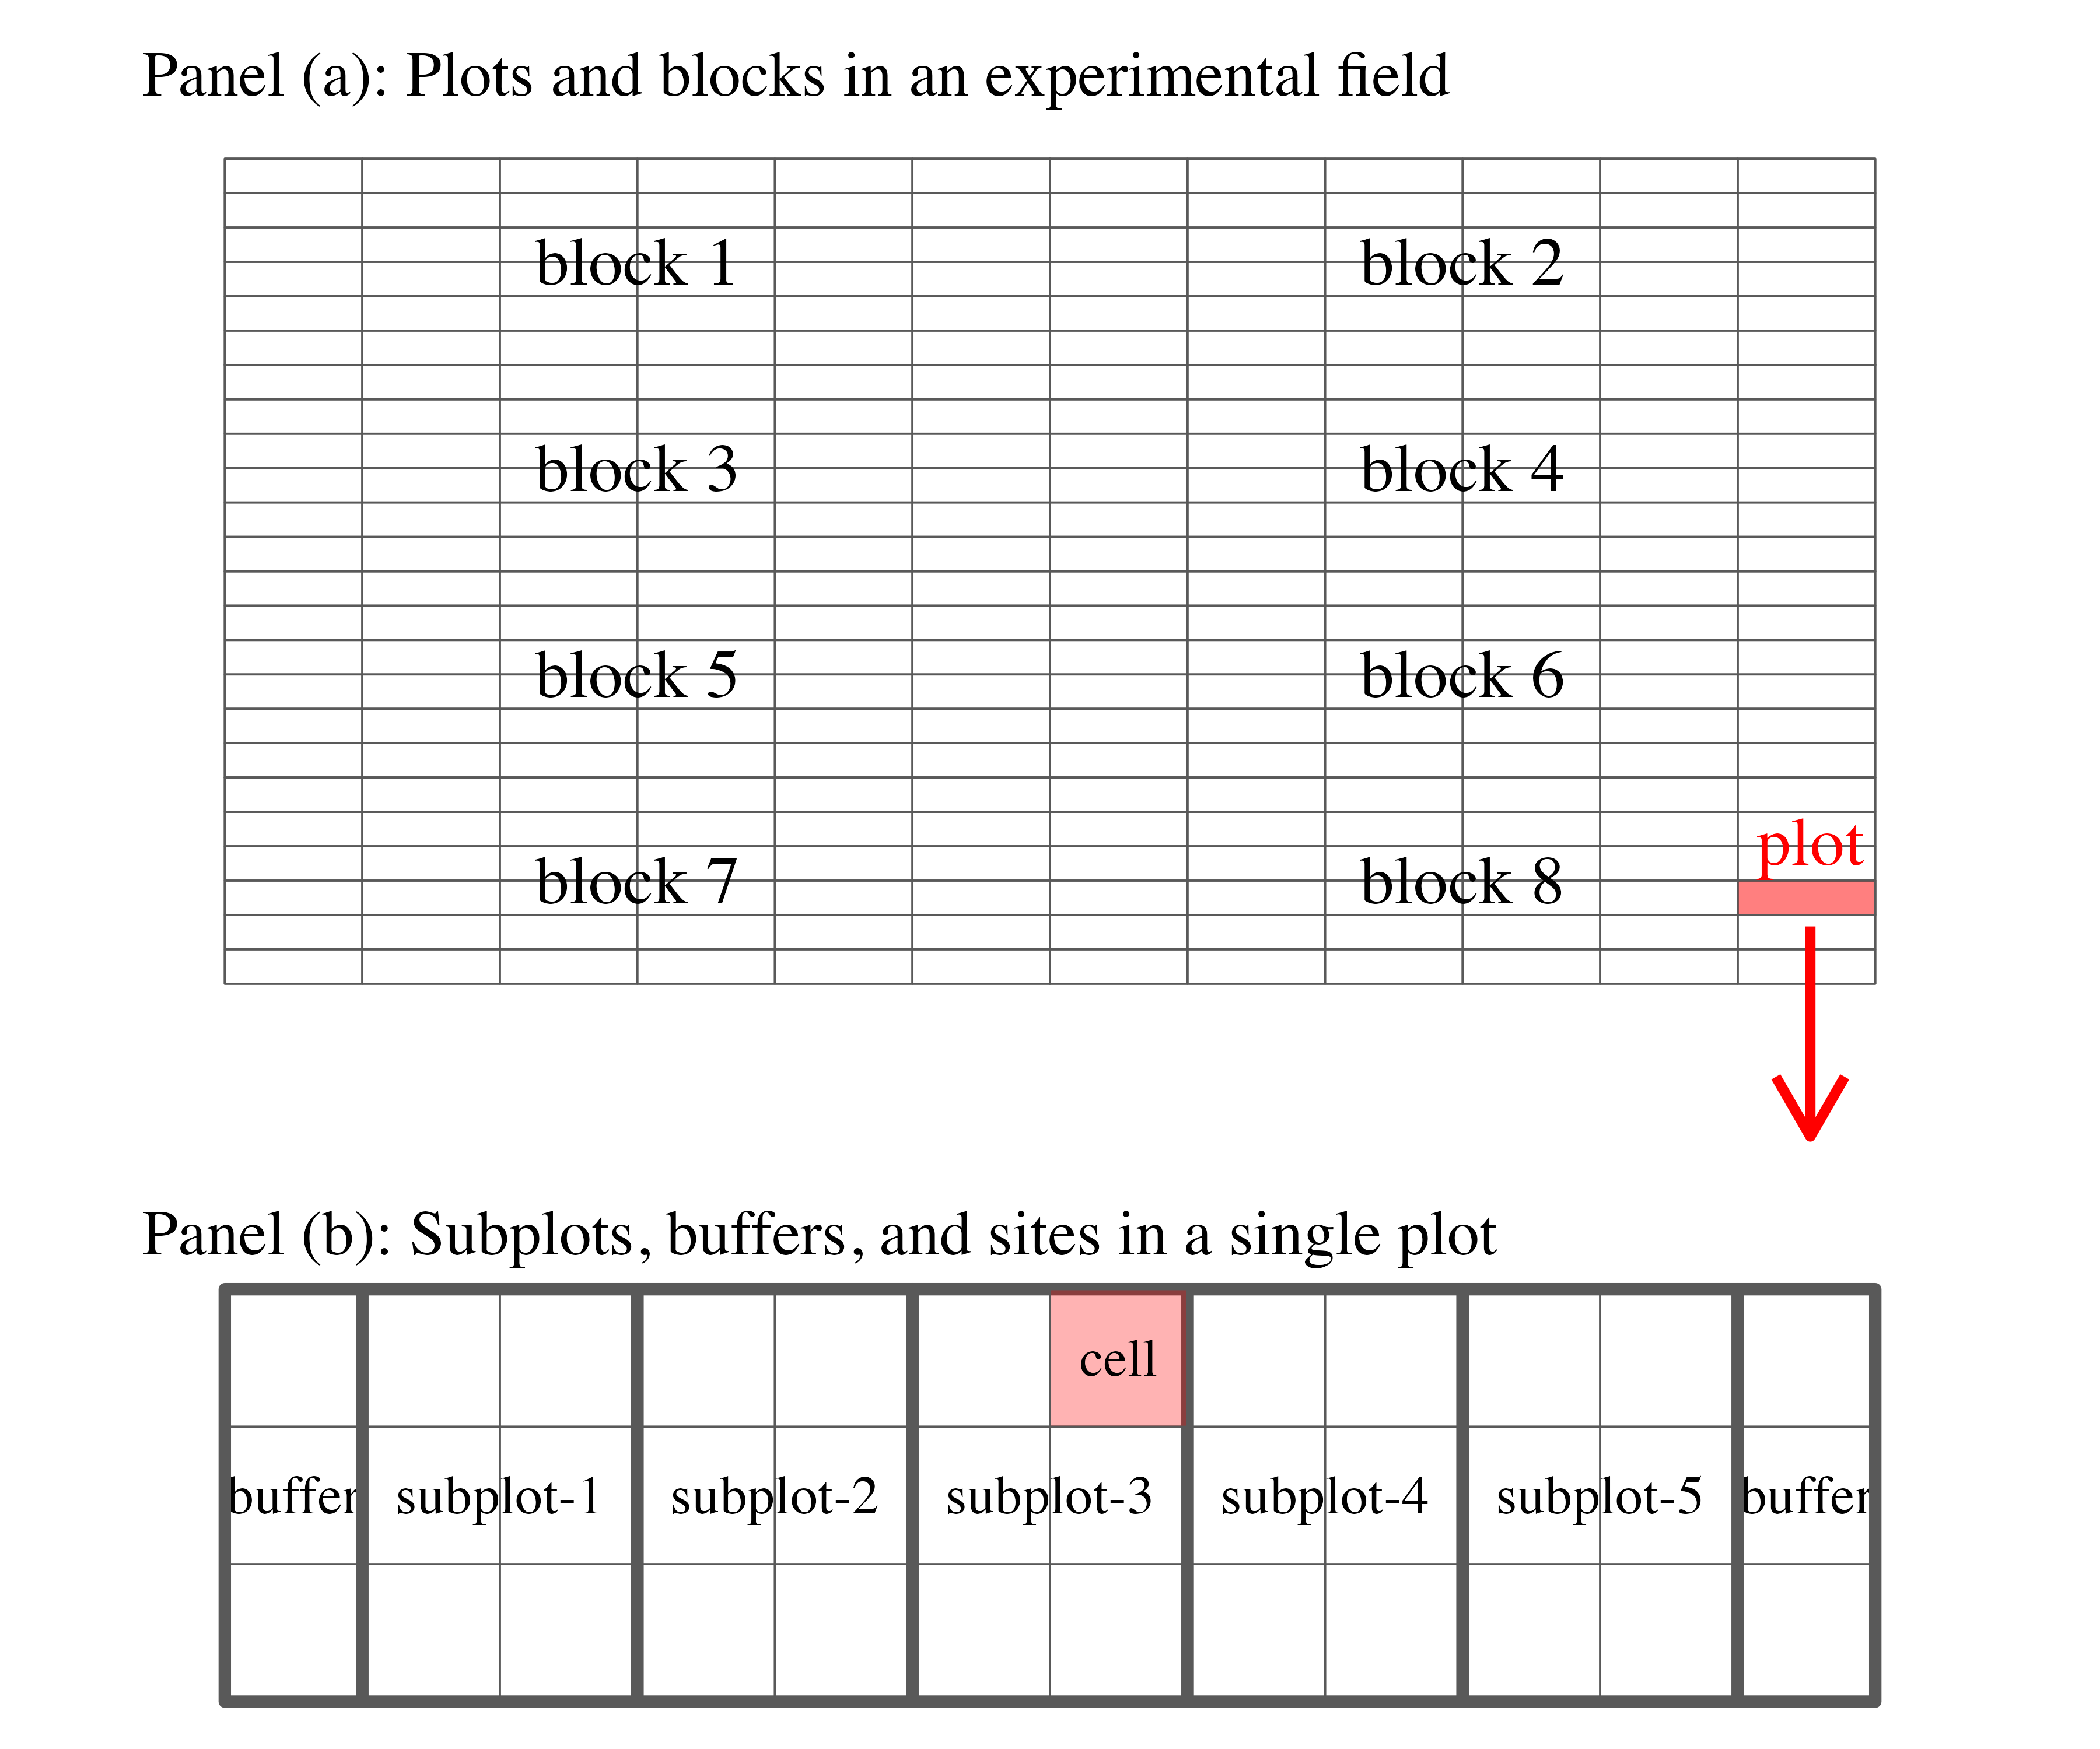 Panel (a): Plots and blocks in an experimental field
block 1 block 2
block 3 block 4
block 5 block 6
plot
block 7 block 8
Panel (b): Subplots, buffers, and sites in a single plot
cell
buffer subplot-1 subplot-2 subplot-3 subplot-4 subplot-5 buffer